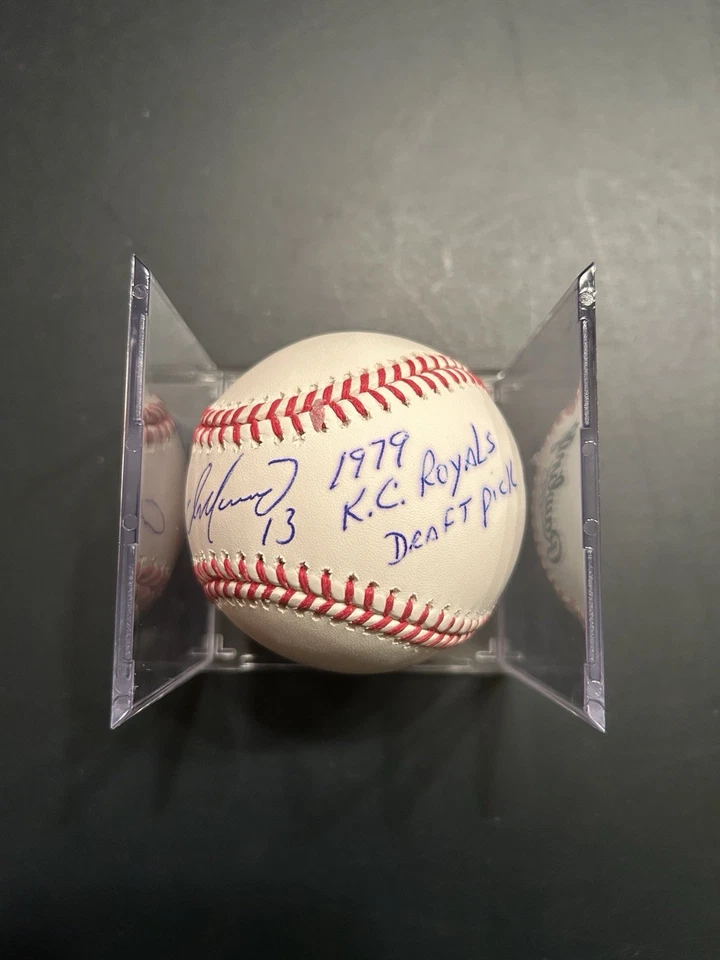 13
1979
K.C. ROYALS
DRAFT PICK